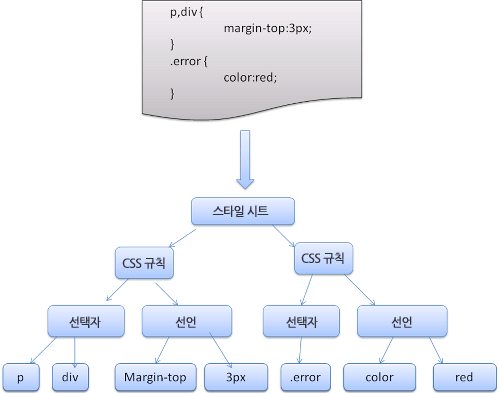 p,div {
margin-top:3px;
}
.error {
color:red;
}
스타일 시트
CSS 규칙 CSS 규칙
선택자 선언 선택자 선언
p div Margin-top 3px .error color red